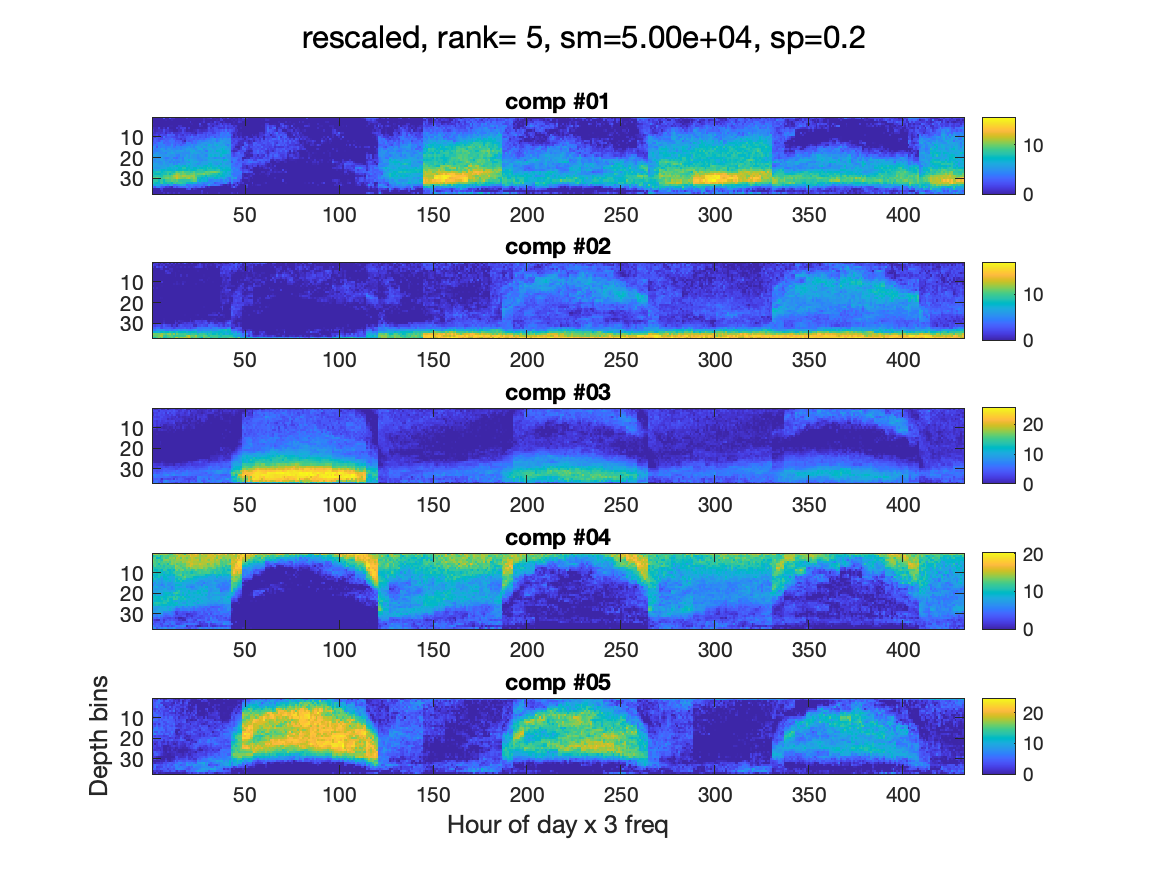 rescaled, rank= 5, sm=5.00e+04, sp=0.2
comp #01
10
20
30
50 100 150 200 250 300 350 400
10
0
comp #02
10
20
30
50 100 150 200 250 300 350 400
10
0
comp #03
10
20
30
50 100 150 200 250 300 350 400
20
10
0
comp #04
10
20
30
50 100 150 200 250 300 350 400
20
10
0
comp #05
Depth bins
10
20
30
50 100 150 200 250 300 350 400
20
10
0
Hour of day x 3 freq